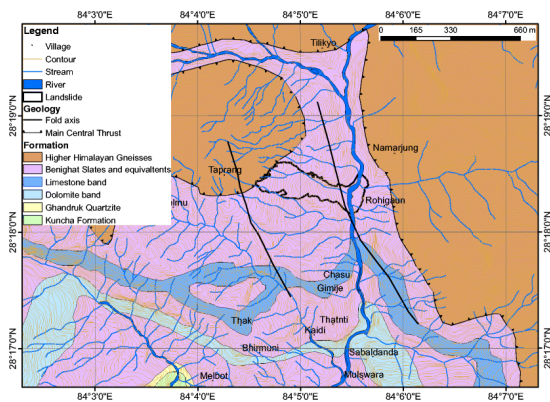 84°3'0"E 84°4'0"E 84°5'0"E 84°6'0"E 84°7'0"E
Legend
Village
Contour
Stream
River
Landslide
Geology
Fold axis
Main Central Thrust
Formation
Higher Himalayan Gneisses
Benighat Slates and equivaltents
Limestone band
Dolomite band
Ghandruk Quartzite
Kuncha Formation
0 165 330 660 m
Tilikyo
28°19'0"N 28°19'0"N
Namarjung
Taprang
Rohigaun
28°18'0"N 28°18'0"N
Chasu
Gimije
Thak
Thatnti
Kaidi
Bhirmuni
Sabaldanda
28°17'0"N 28°17'0"N
Melbot
Mulswara
84°3'0"E 84°4'0"E 84°5'0"E 84°6'0"E 84°7'0"E